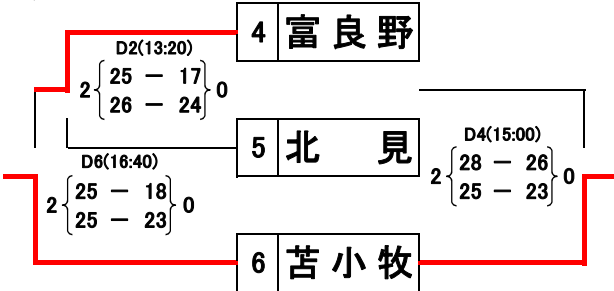 4 富良野
D2(13:20)
2 { 25 － 17 } 0
26 － 24
5 北 見
D4(15:00)
2 { 28 － 26 } 0
25 － 23
D6(16:40)
2 { 25 － 18 } 0
25 － 23
6 苫小牧